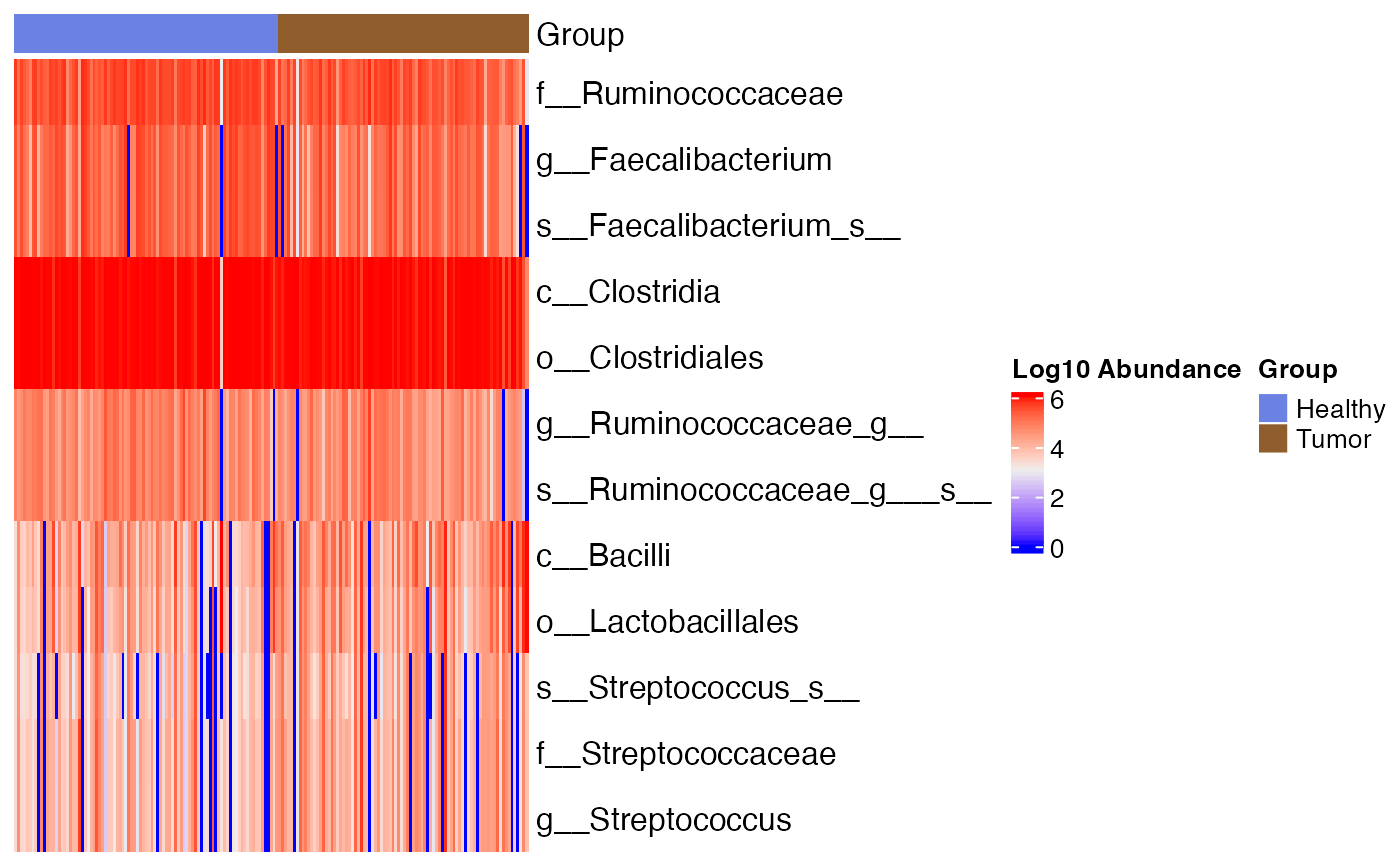 Group
f__Ruminococcaceae
g__Faecalibacterium
s__Faecalibacterium_s__
c__Clostridia
o__Clostridiales
g__Ruminococcaceae_g__
s__Ruminococcaceae_g___s__
c__Bacilli
o__Lactobacillales
s__Streptococcus_s__
f__Streptococcaceae
g__Streptococcus
Log10 Abundance
6
4
2
0
Group
Healthy
Tumor